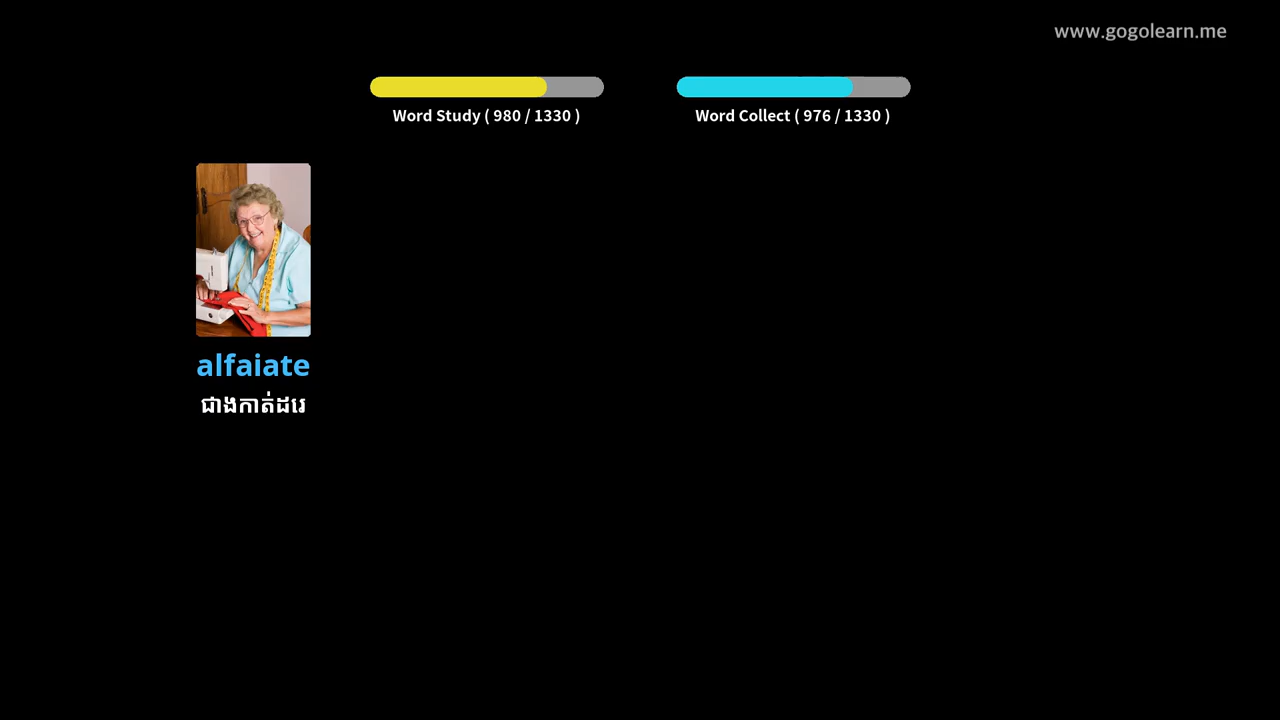 www.gogolearn.me
Word Study ( 980 / 1330 )
Word Collect ( 976 / 1330 )
alfaiate
ជាងកាត់ដេរ